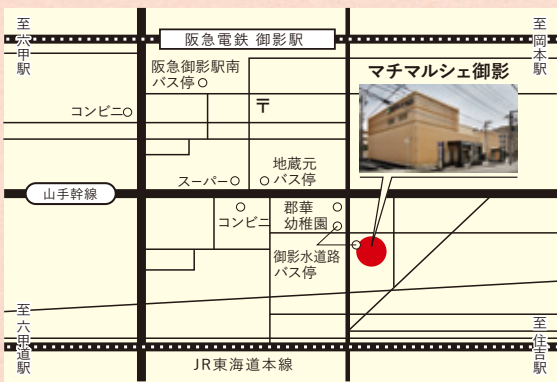 至六甲駅
阪急電鉄 御影駅
至岡本駅
阪急御影駅南
バス停
マチマルシェ御影
コンビニ
〒
スーパー
地蔵元
バス停
山手幹線
コンビニ
郡華
幼稚園
御影水道路
バス停
至六甲道駅
JR東海道本線
至住吉駅